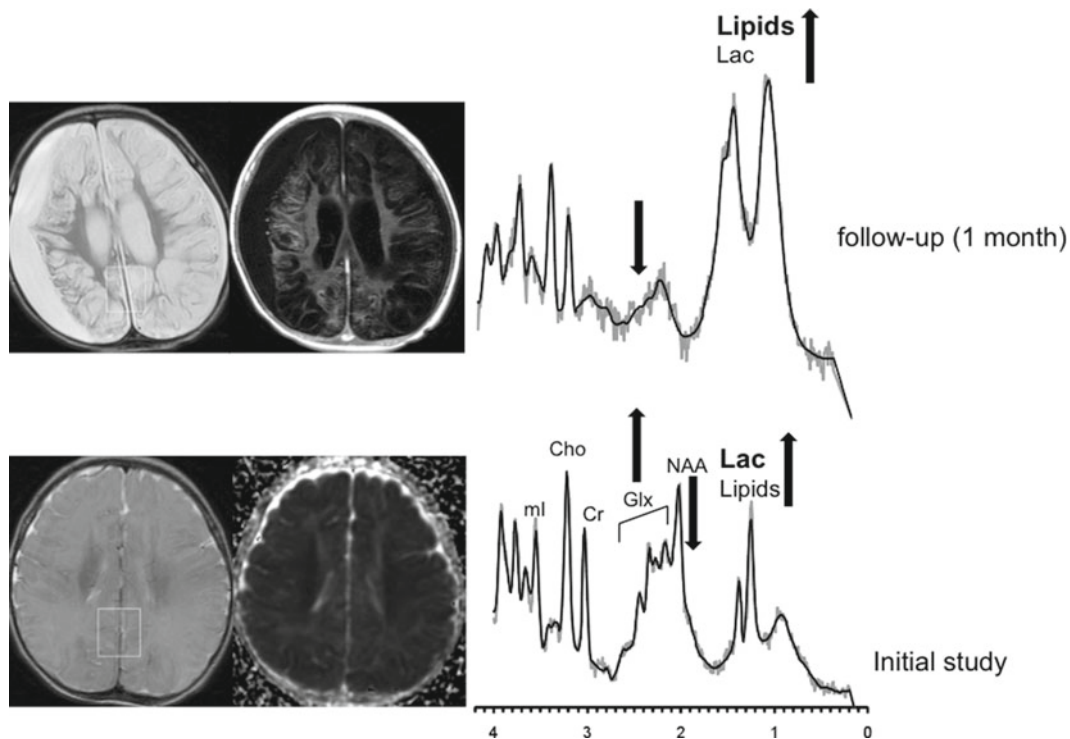 Lipids
Lac
follow-up (1 month)
Cho
mI
Cr
Glx
NAA
Lac
Lipids
Initial study
4 3 2 1 0